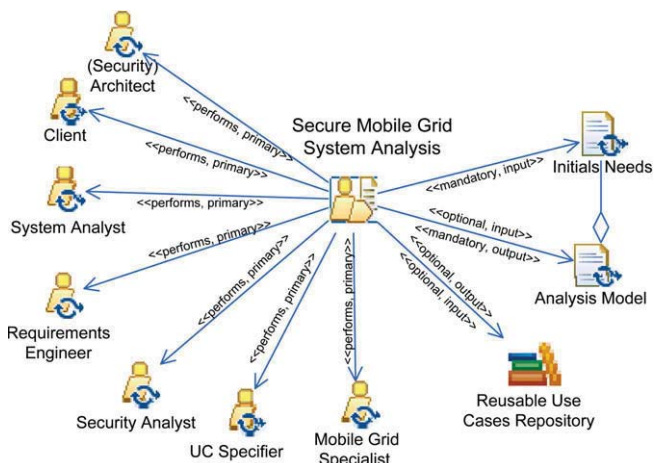 (Security)
Architect
<<performs, primary>>
Client
<<performs, primary>>
Secure Mobile Grid
System Analysis
System Analyst
<<performs, primary>>
Requirements
Engineer
<<performs, primary>>
Security Analyst
<<performs, primary>>
UC Specifier
<<performs, primary>>
Mobile Grid
Specialist
<<performs, primary>>
Initials Needs
<<mandatory, input>>
<<optional, input>>
<<mandatory, output>>
Analysis Model
<<optional, output>>
<<optional, input>>
Reusable Use
Cases Repository